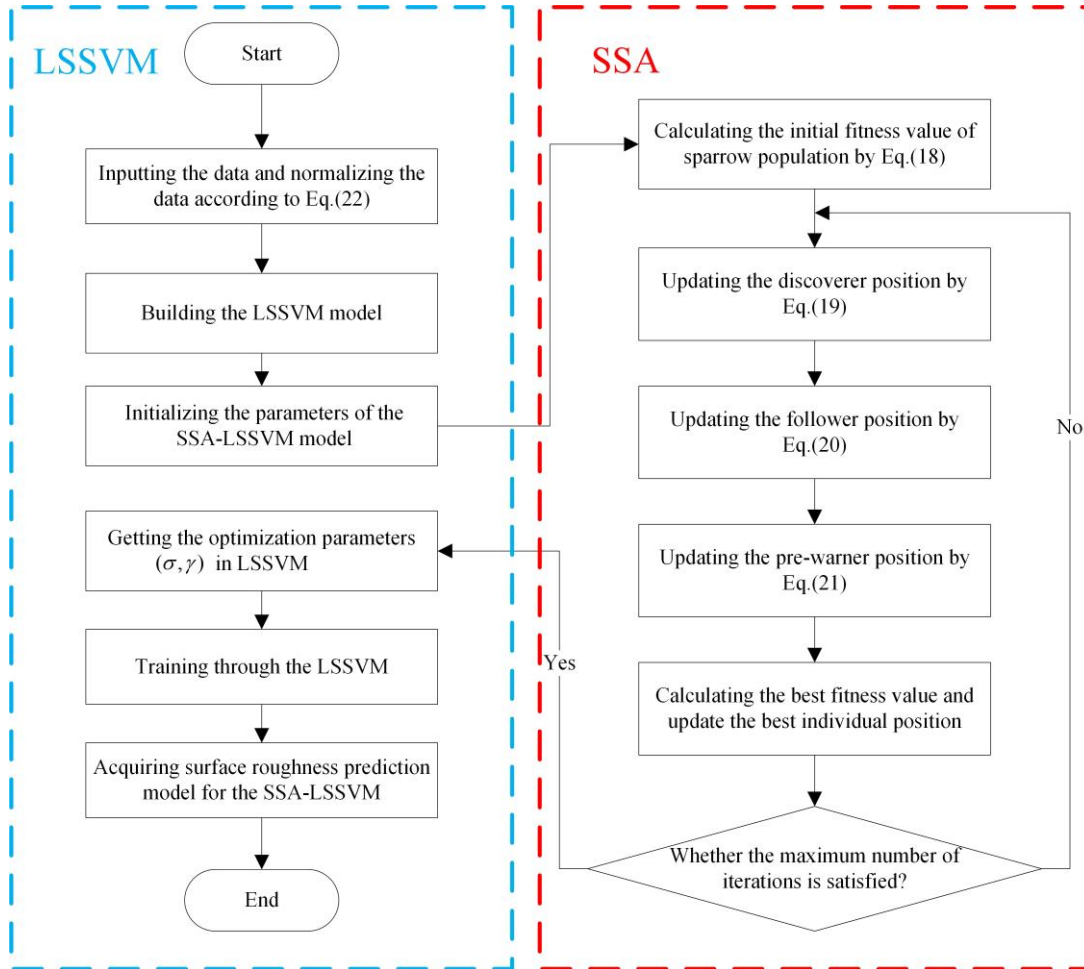 LSSVM
Start
Inputting the data and normalizing the
data according to Eq.(22)
Building the LSSVM model
Initializing the parameters of the
SSA-LSSVM model
Getting the optimization parameters
(σ,γ) in LSSVM
Training through the LSSVM
Acquiring surface roughness prediction
model for the SSA-LSSVM
End
SSA
Calculating the initial fitness value of
sparrow population by Eq.(18)
Updating the discoverer position by
Eq.(19)
Updating the follower position by
Eq.(20)
Updating the pre-warner position by
Eq.(21)
Calculating the best fitness value and
update the best individual position
Whether the maximum number of
iterations is satisfied?
Yes
No